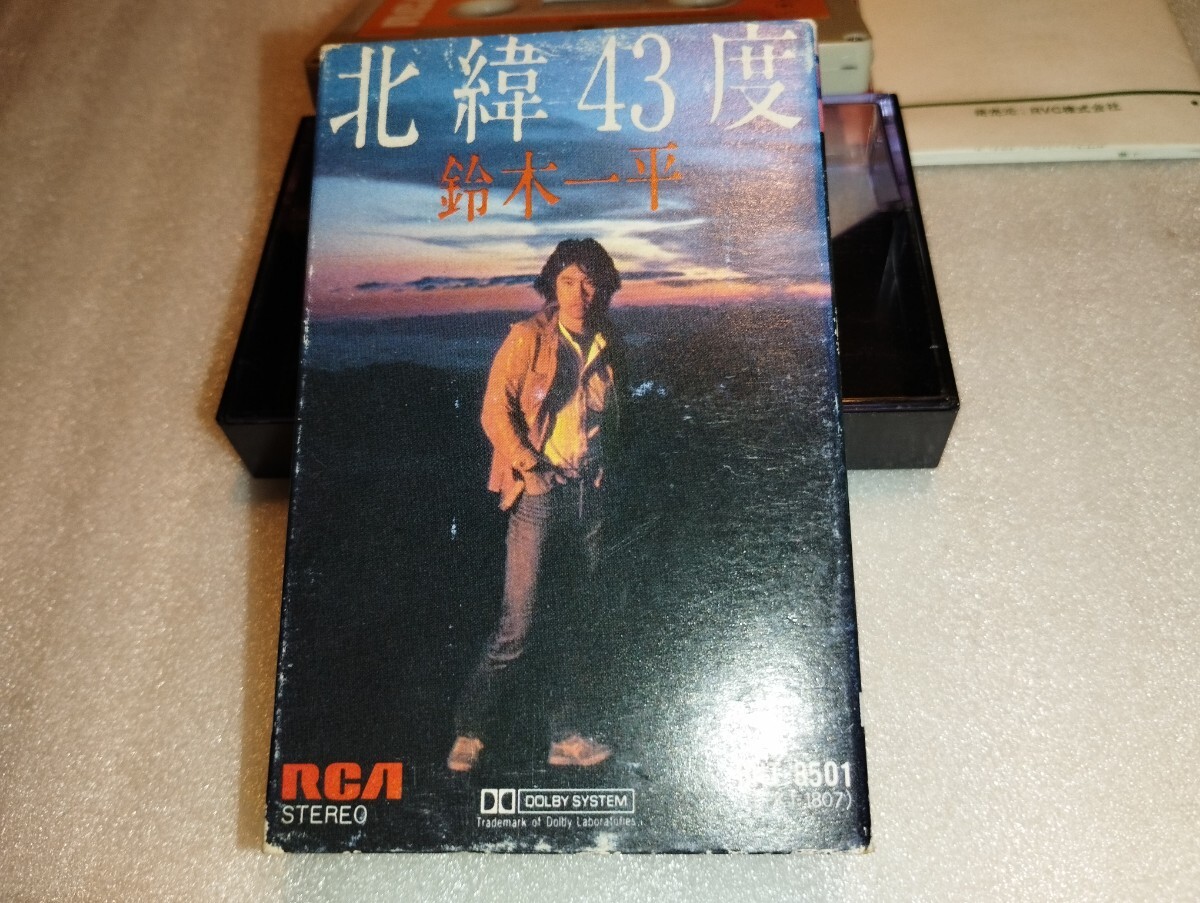 北緯43度
鈴木一平
発売元:RVC株式会社
RCA
STEREO
DOLBY SYSTEM
Trademark of Dolby Laboratories.
8501
1807)